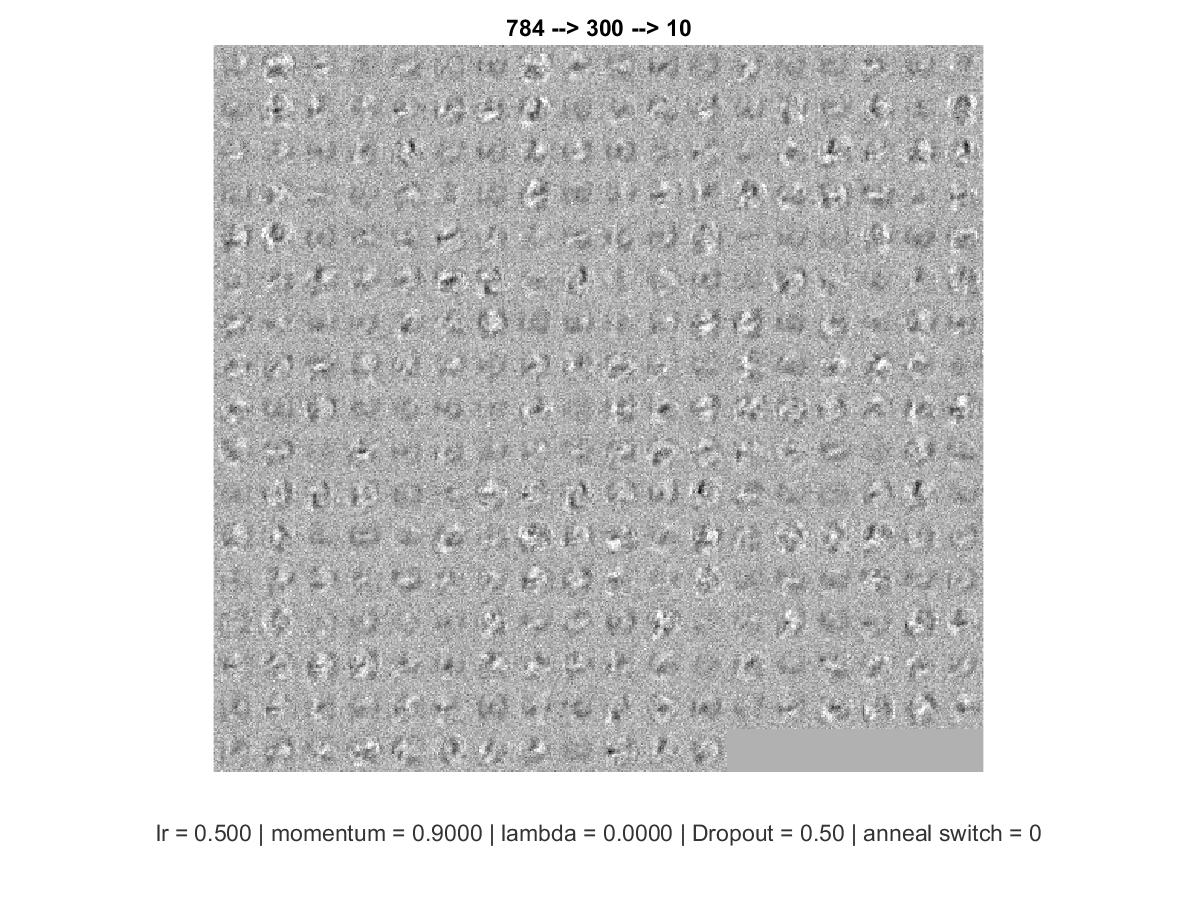 784 --> 300 --> 10
lr = 0.500 | momentum = 0.9000 | lambda = 0.0000 | Dropout = 0.50 | anneal switch = 0